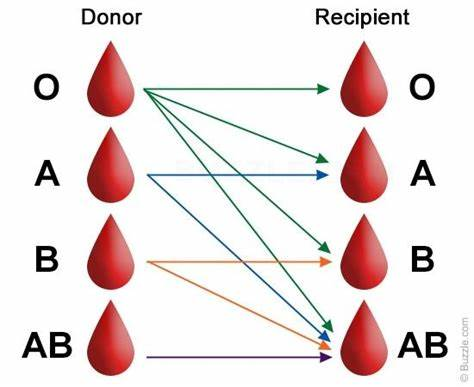 Donor Recipient
O O
A A
B B
AB AB
© Buzzle.com